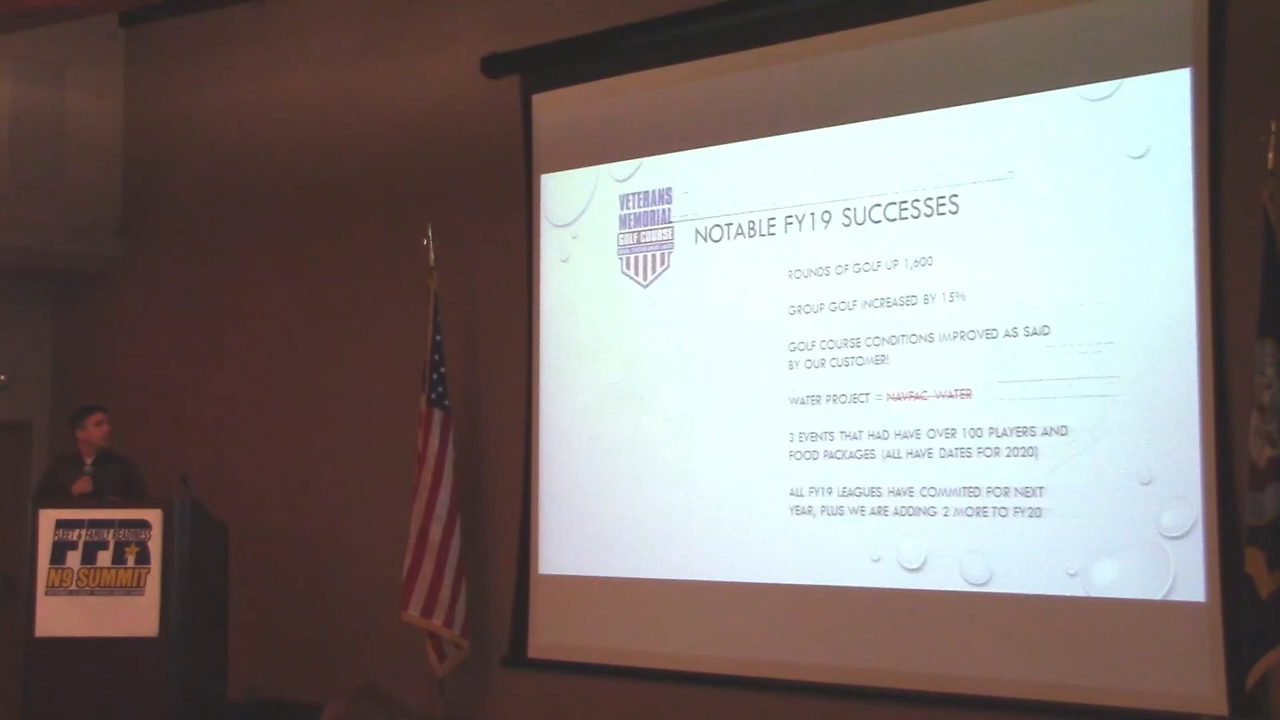 VETERANS
MEMORIAL
GOLF COURSE
NOTABLE FY19 SUCCESSES
ROUNDS OF GOLF UP 1,600
GROUP GOLF INCREASED BY 15%
GOLF COURSE CONDITIONS IMPROVED AS SAID
BY OUR CUSTOMER!
WATER PROJECT = NAVFAC WATER
3 EVENTS THAT HAD HAVE OVER 100 PLAYERS AND
FOOD PACKAGES (ALL HAVE DATES FOR 2020)
ALL FY19 LEAGUES HAVE COMMITED FOR NEXT
YEAR, PLUS WE ARE ADDING 2 MORE TO FY20
FLEET & FAMILY READINESS
FFR
N9 SUMMIT